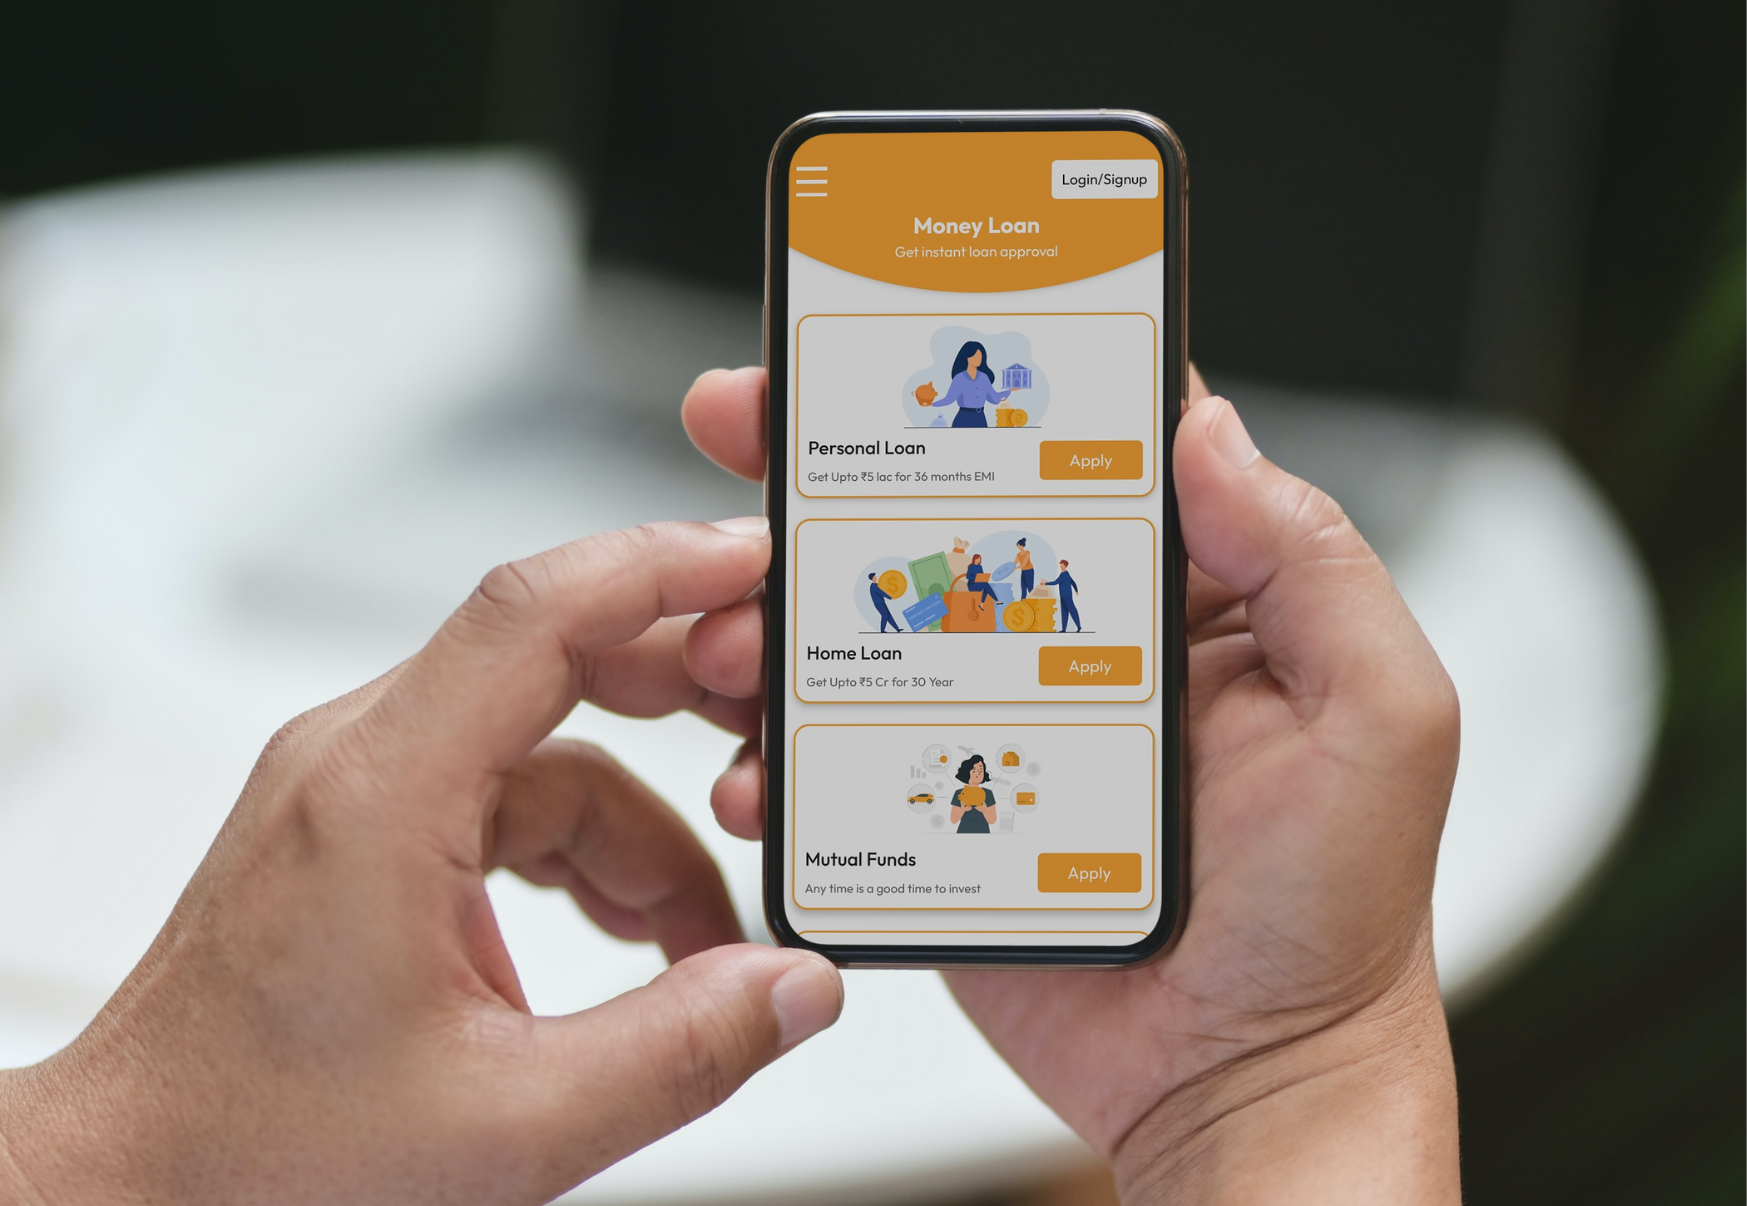 Login/Signup
Money Loan
Get instant loan approval
Personal Loan
Get Upto ₹5 lac for 36 months EMI
Apply
Home Loan
Get Upto ₹5 Cr for 30 Year
Apply
Mutual Funds
Any time is a good time to invest
Apply